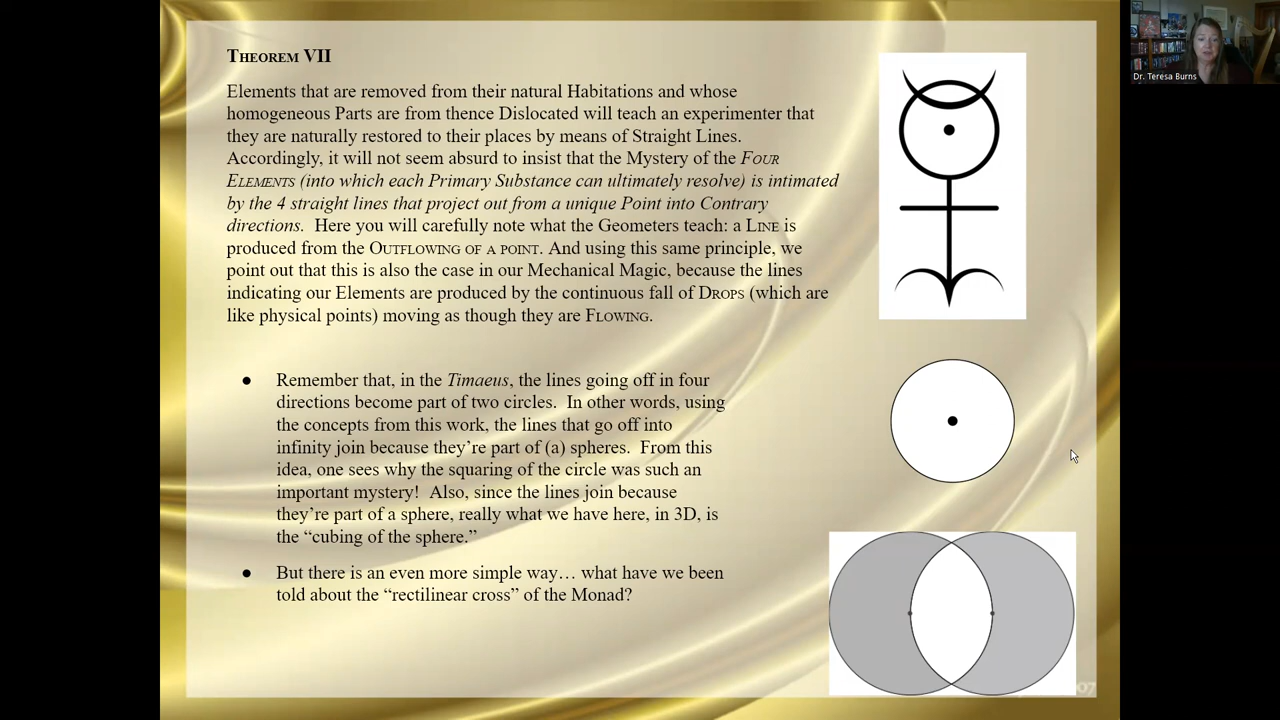 THEOREM VII
Elements that are removed from their natural Habitations and whose
homogeneous Parts are from thence Dislocated will teach an experimenter that
they are naturally restored to their places by means of Straight Lines.
Accordingly, it will not seem absurd to insist that the Mystery of the FOUR
ELEMENTS (into which each Primary Substance can ultimately resolve) is intimated
by the 4 straight lines that project out from a unique Point into Contrary
directions. Here you will carefully note what the Geometers teach: a LINE is
produced from the OUTFLOWING OF A POINT. And using this same principle, we
point out that this is also the case in our Mechanical Magic, because the lines
indicating our Elements are produced by the continuous fall of DROPS (which are
like physical points) moving as though they are FLOWING.
● Remember that, in the Timaeus, the lines going off in four
directions become part of two circles. In other words, using
the concepts from this work, the lines that go off into
infinity join because they’re part of (a) spheres. From this
idea, one sees why the squaring of the circle was such an
important mystery! Also, since the lines join because
they’re part of a sphere, really what we have here, in 3D, is
the “cubing of the sphere.”
● But there is an even more simple way… what have we been
told about the “rectilinear cross” of the Monad?
Dr. Teresa Burns